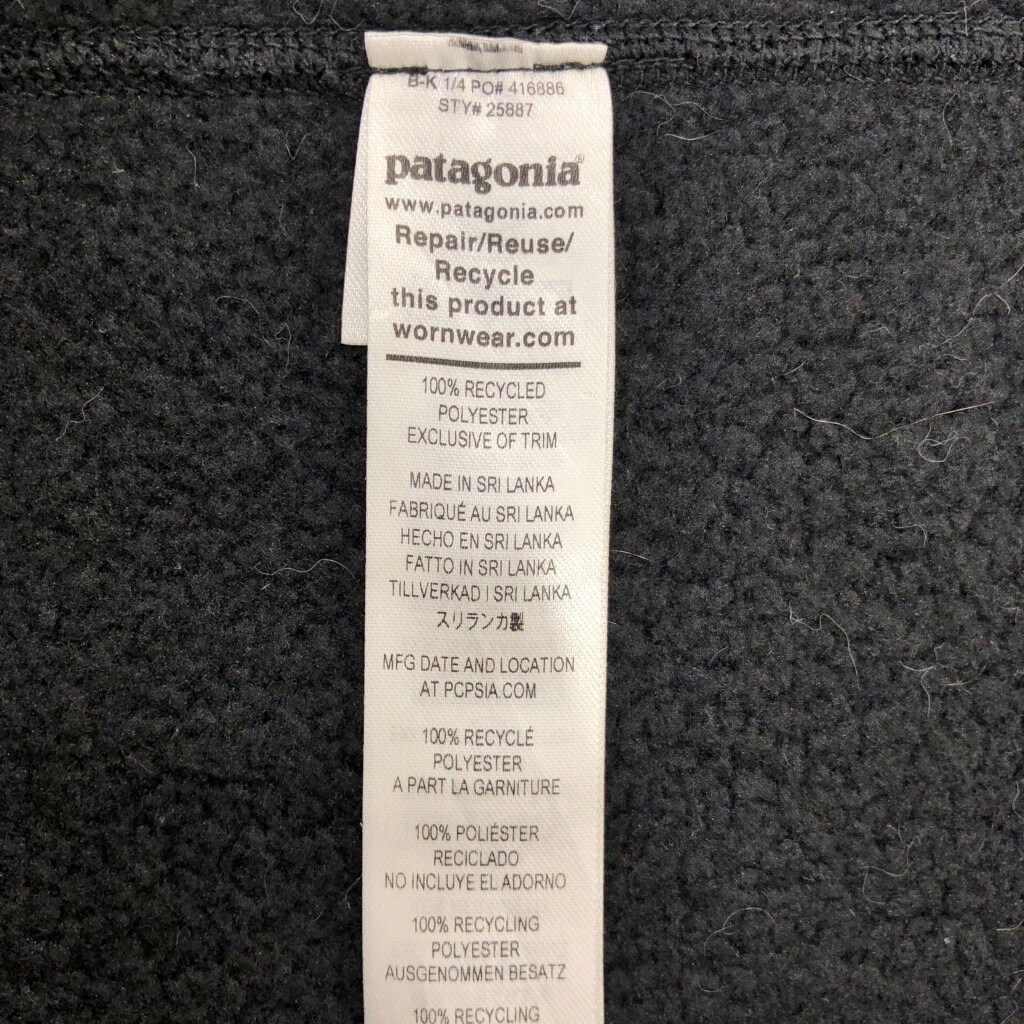 B-K 1/4 PO# 416886
STY# 25887
patagonia®
www.patagonia.com
Repair/Reuse/
Recycle
this product at
wornwear.com
100% RECYCLED
POLYESTER
EXCLUSIVE OF TRIM
MADE IN SRI LANKA
FABRIQUÉ AU SRI LANKA
HECHO EN SRI LANKA
FATTO IN SRI LANKA
TILLVERKAD I SRI LANKA
スリランカ製
MFG DATE AND LOCATION
AT PCPSIA.COM
100% RECYCLÉ
POLYESTER
A PART LA GARNITURE
100% POLIÉSTER
RECICLADO
NO INCLUYE EL ADORNO
100% RECYCLING
POLYESTER
AUSGENOMMEN BESATZ
100% RECYCLING